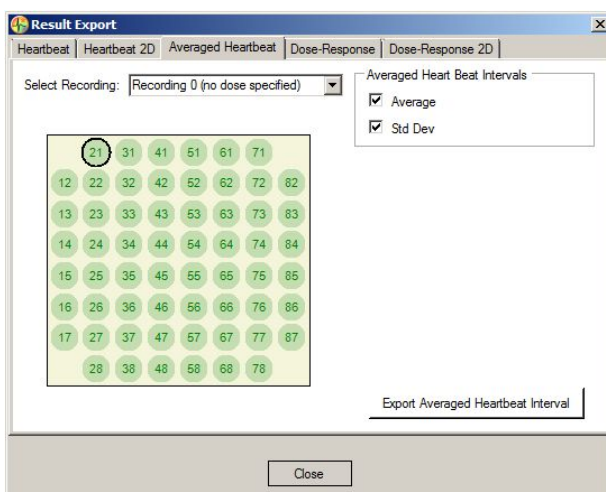 Result Export
Heartbeat Heartbeat 2D Averaged Heartbeat Dose-Response Dose-Response 2D
Select Recording: Recording 0 (no dose specified)
Averaged Heart Beat Intervals
Average
Std Dev
21 31 41 51 61 71
12 22 32 42 52 62 72 82
13 23 33 43 53 63 73 83
14 24 34 44 54 64 74 84
15 25 35 45 55 65 75 85
16 26 36 46 56 66 76 86
17 27 37 47 57 67 77 87
28 38 48 58 68 78
Export Averaged Heartbeat Interval
Close